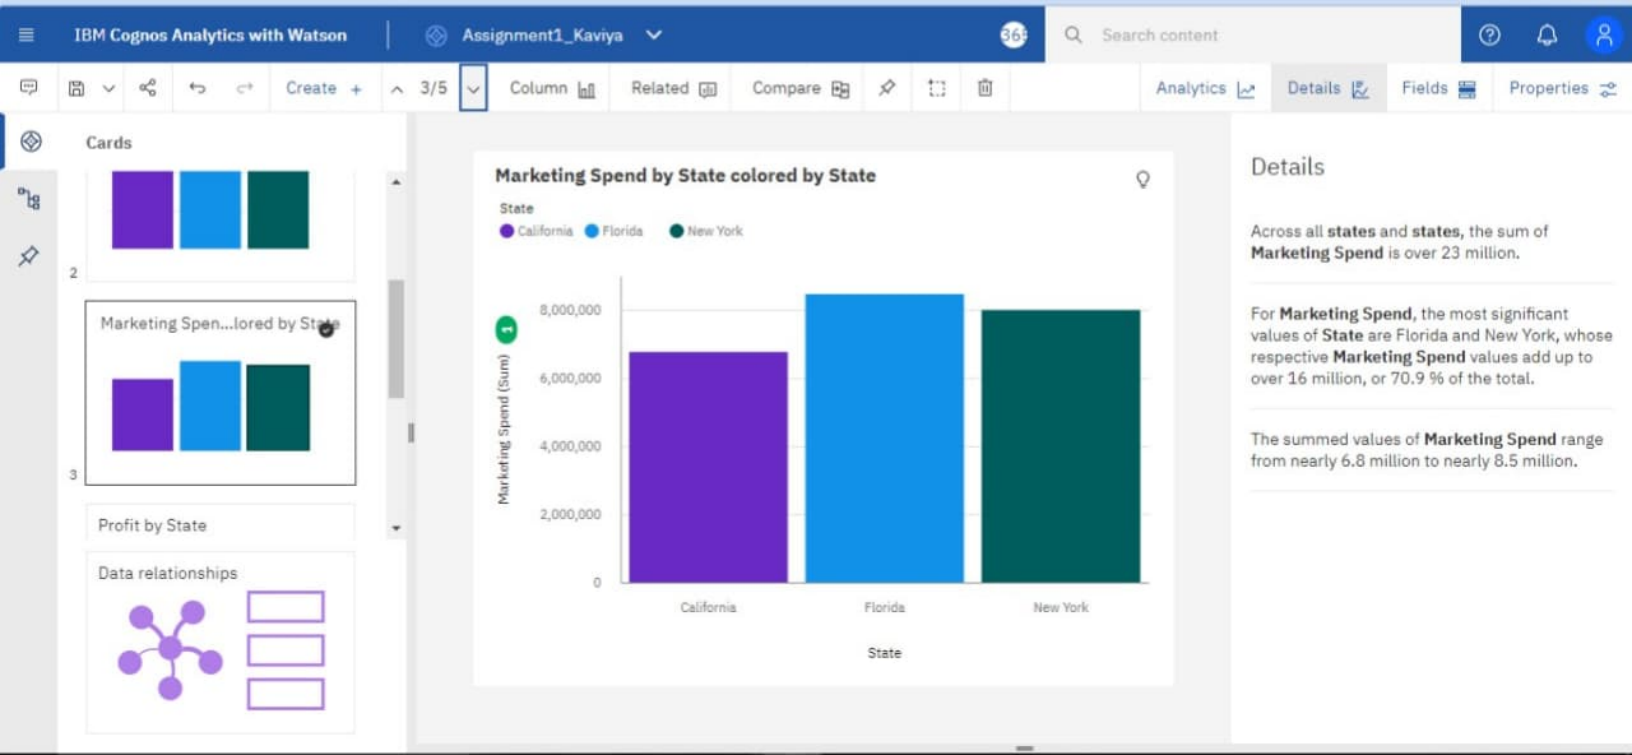 IBM Cognos Analytics with Watson
Assignment1_Kaviya
Search content
Create +
3/5
Column
Related
Compare
Analytics
Details
Fields
Properties
Cards
2
Marketing Spen...lored by State
3
Profit by State
Data relationships
Marketing Spend by State colored by State
State
California
Florida
New York
1
Marketing Spend (Sum)
8,000,000
6,000,000
4,000,000
2,000,000
0
California
Florida
New York
State
Details
Across all states and states, the sum of
Marketing Spend is over 23 million.
For Marketing Spend, the most significant
values of State are Florida and New York, whose
respective Marketing Spend values add up to
over 16 million, or 70.9 % of the total.
The summed values of Marketing Spend range
from nearly 6.8 million to nearly 8.5 million.